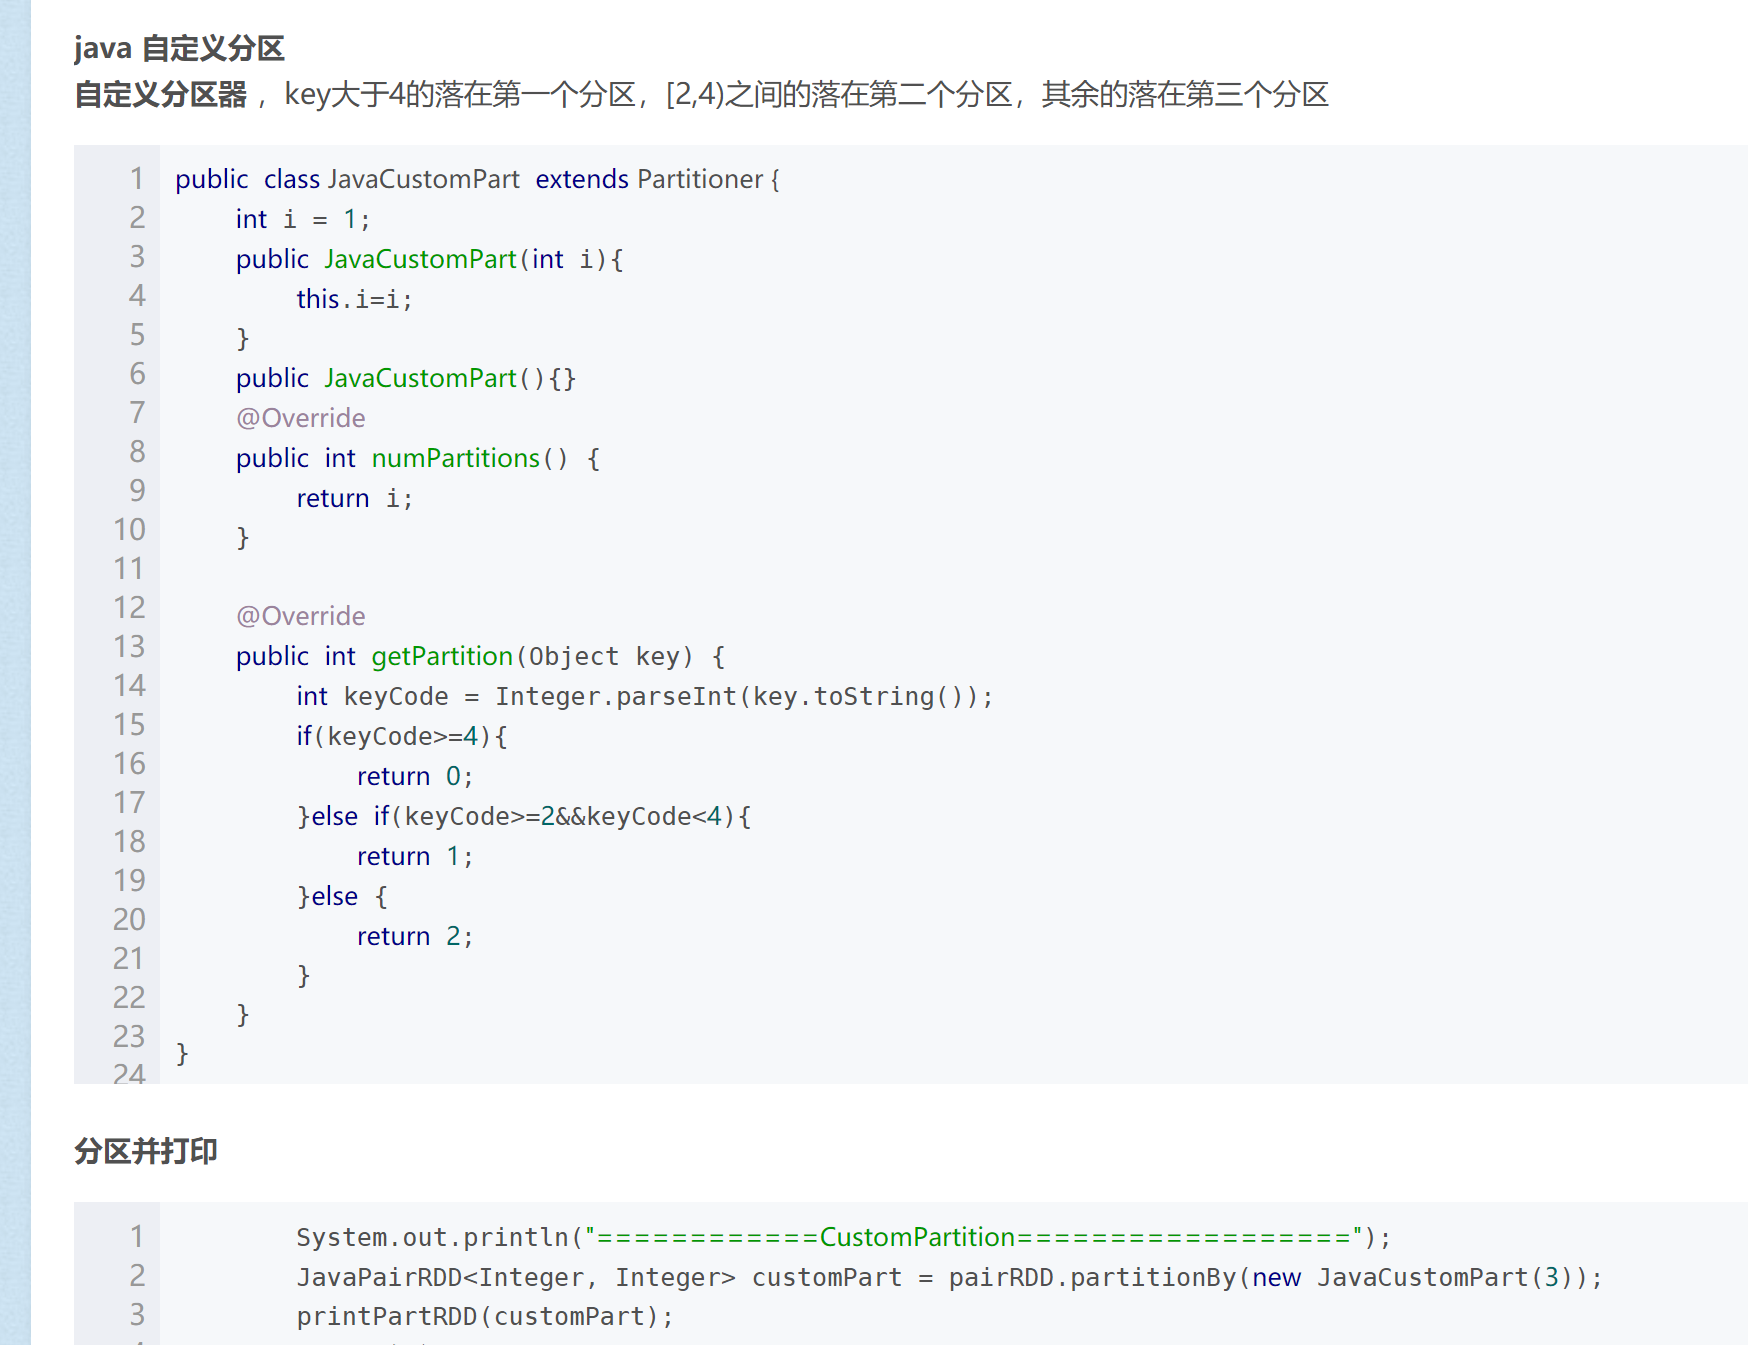 java 自定义分区
自定义分区器 ，key大于4的落在第一个分区，[2,4)之间的落在第二个分区，其余的落在第三个分区
1 public class JavaCustomPart extends Partitioner {
2 int i = 1;
3 public JavaCustomPart(int i){
4 this.i=i;
5 }
6 public JavaCustomPart(){}
7 @Override
8 public int numPartitions() {
9 return i;
10 }
11
12 @Override
13 public int getPartition(Object key) {
14 int keyCode = Integer.parseInt(key.toString());
15 if(keyCode>=4){
16 return 0;
17 }else if(keyCode>=2&&keyCode<4){
18 return 1;
19 }else {
20 return 2;
21 }
22 }
23 }
24
分区并打印
1 System.out.println("============CustomPartition==================");
2 JavaPairRDD<Integer, Integer> customPart = pairRDD.partitionBy(new JavaCustomPart(3));
3 printPartRDD(customPart);